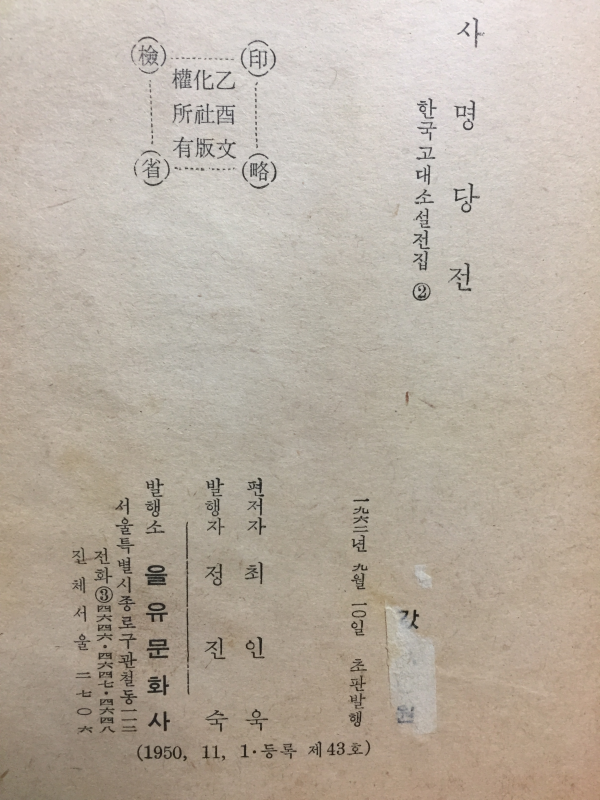 사명당전
한국고대소설전집 ②
印
略
檢
省
乙酉文
化社版
權所有
값
원
一九六二년 九월 一0일 초판발행
편저자 최인욱
발행자 정진숙
발행소 을유문화사
서울특별시종로구관철동一一二
전화③四六四六・四六四七・四六四八
진체서울 二七0六
(1950, 11, 1・등록 제43호)